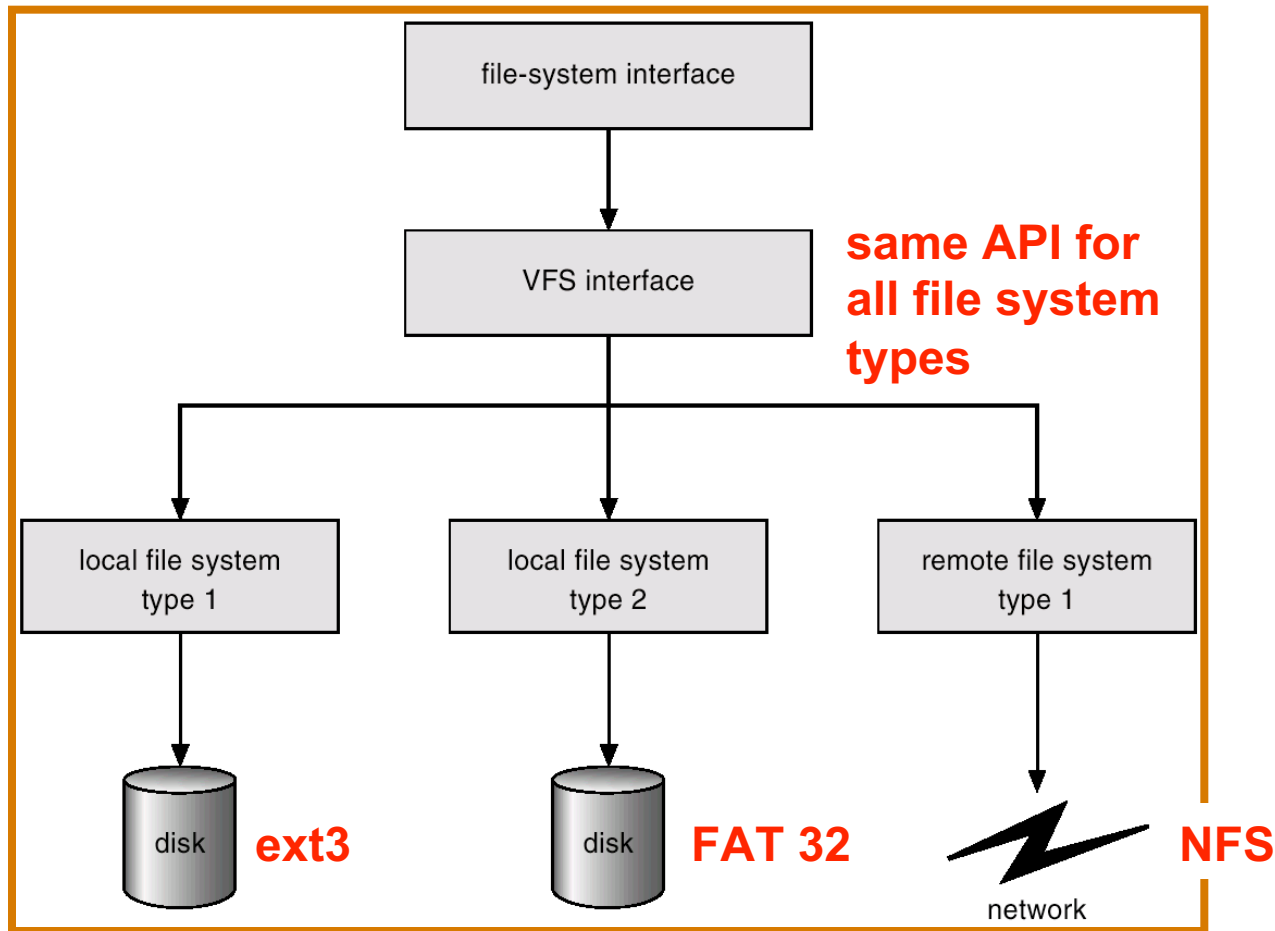 file-system interface
VFS interface
same API for
all file system
types
local file system
type 1
local file system
type 2
remote file system
type 1
disk
ext3
disk
FAT 32
NFS
network